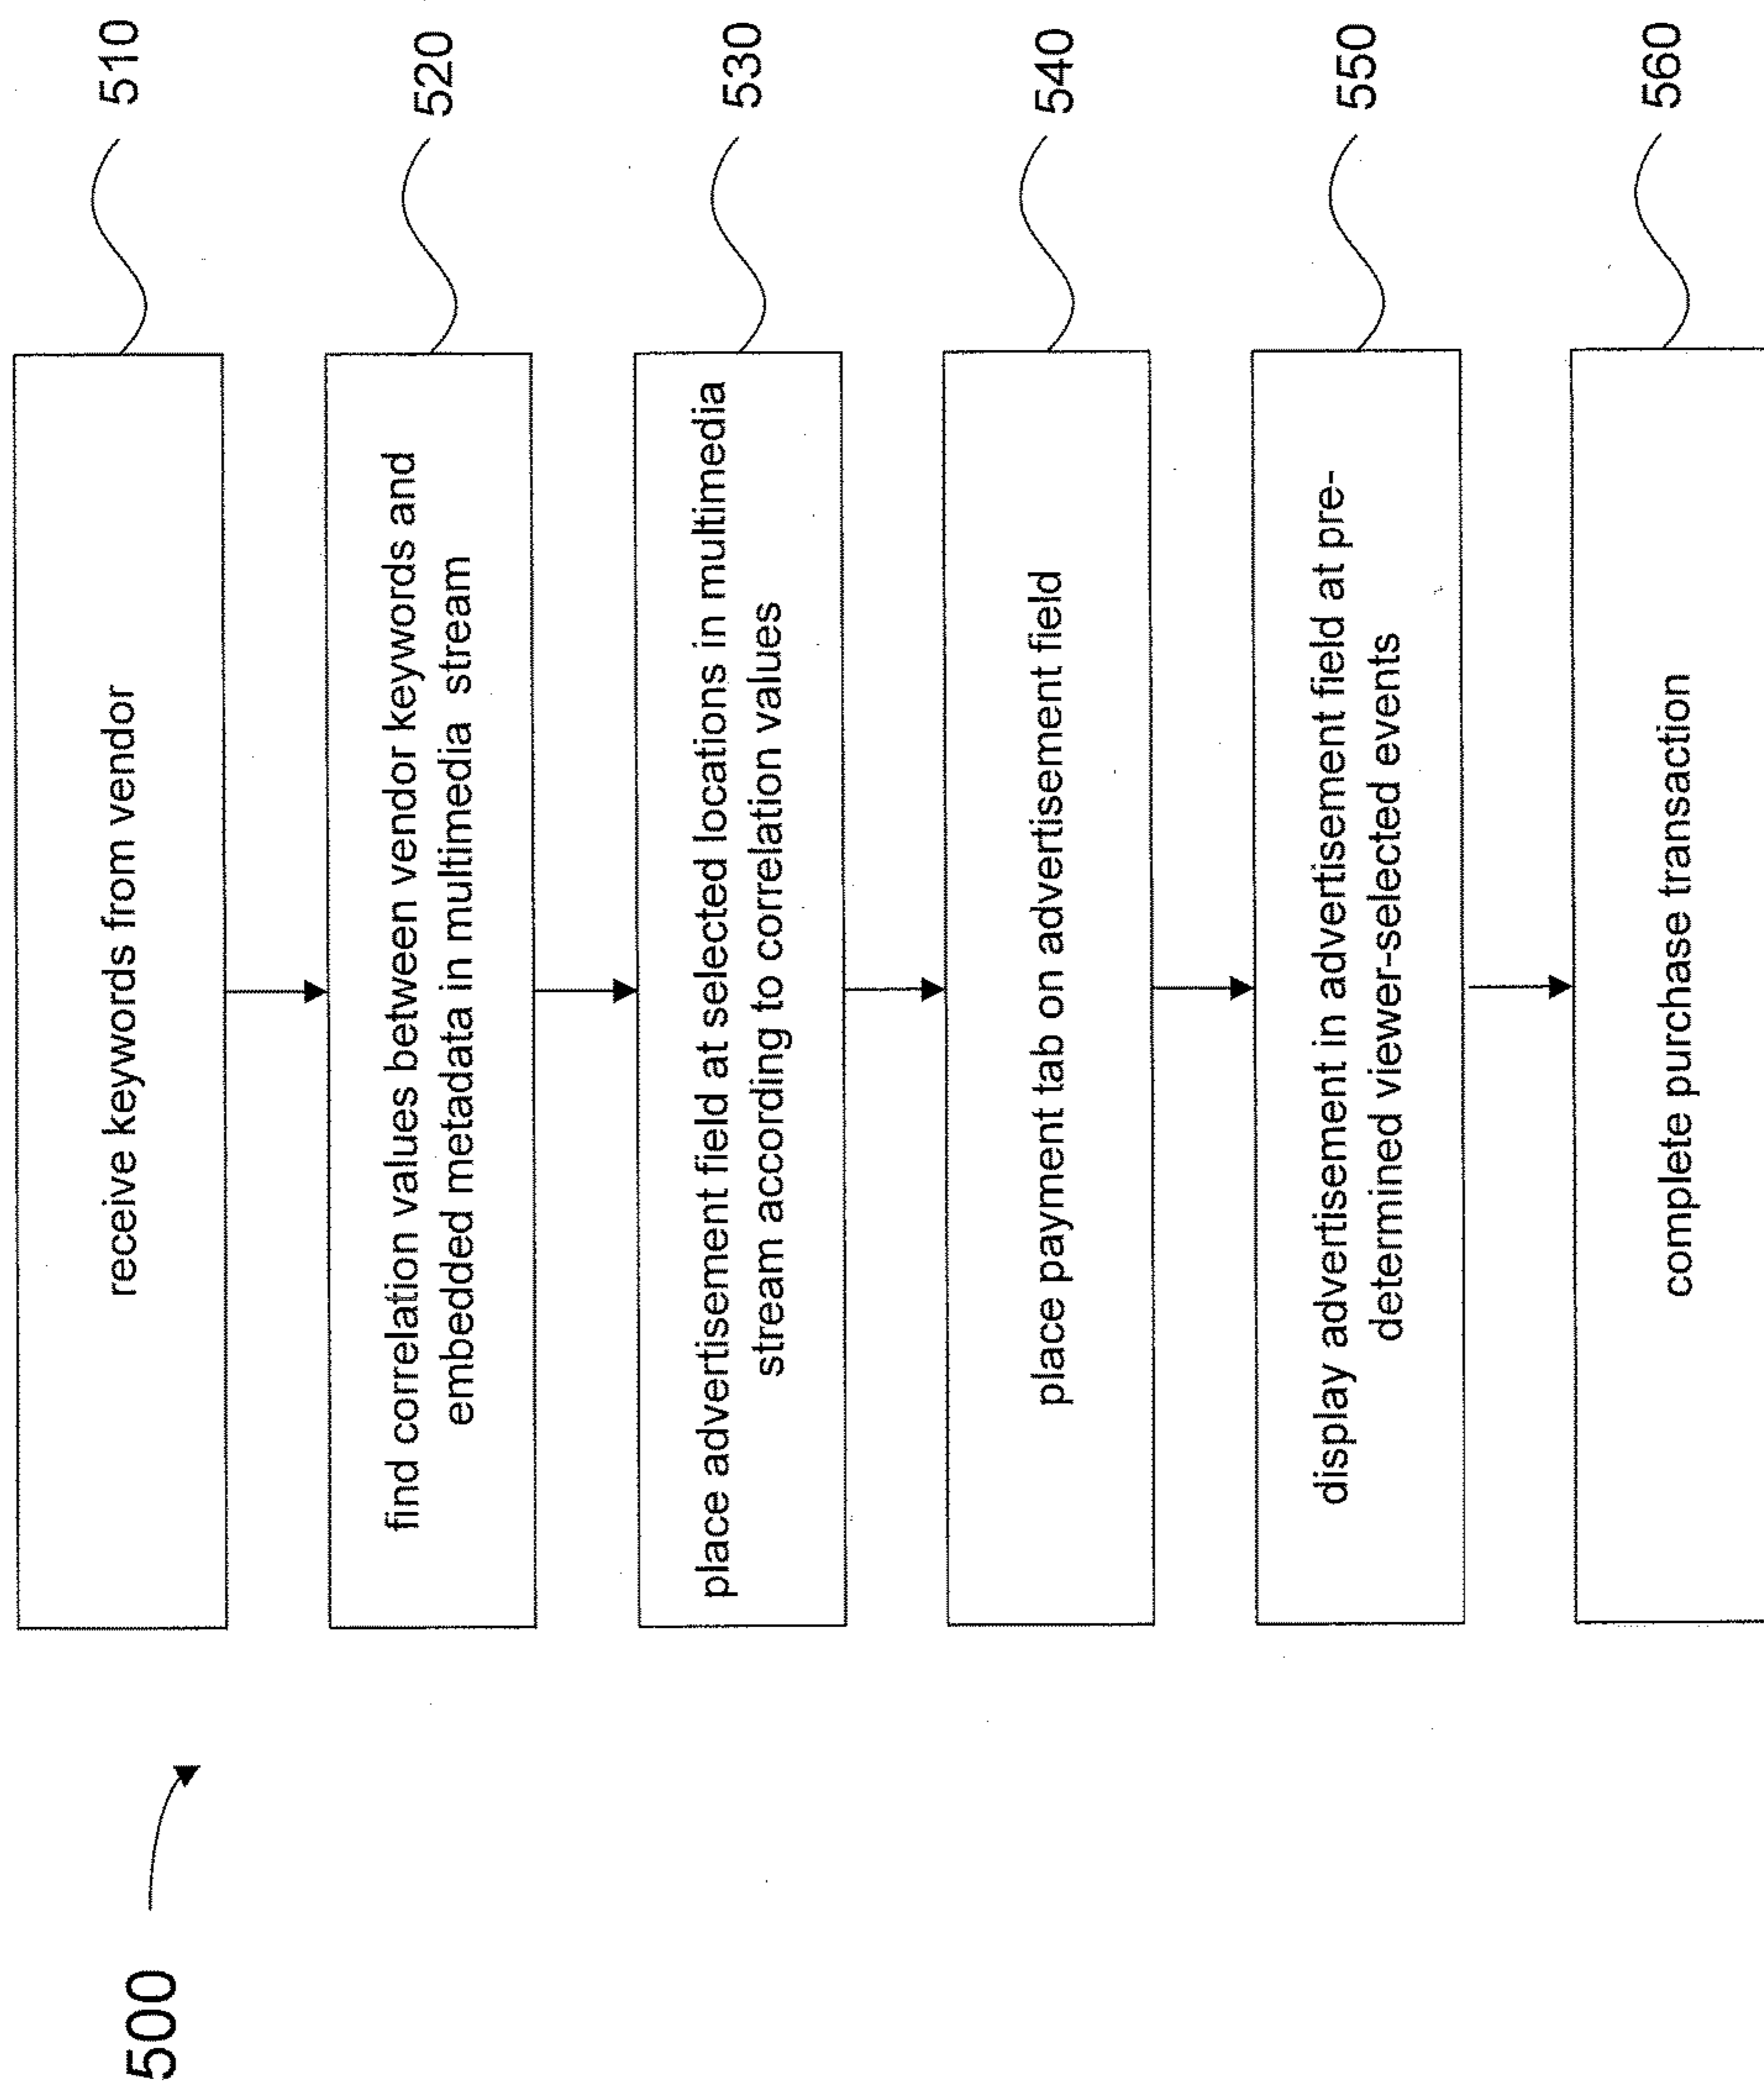 500
receive keywords from vendor
510
find correlation values between vendor keywords and
embedded metadata in multimedia stream
520
place advertisement field at selected locations in multimedia
stream according to correlation values
530
place payment tab on advertisement field
540
display advertisement in advertisement field at pre-
determined viewer-selected events
550
complete purchase transaction
560